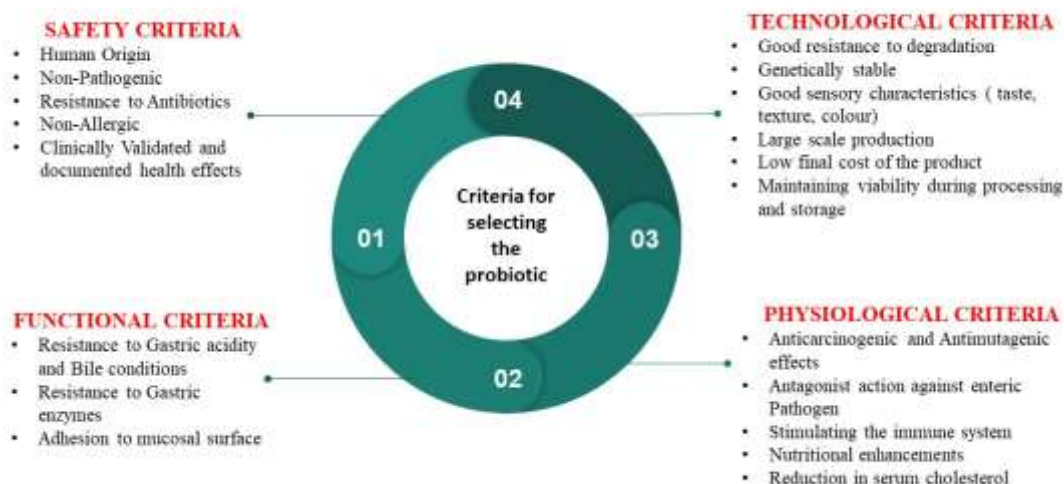 SAFETY CRITERIA
• Human Origin
• Non-Pathogenic
• Resistance to Antibiotics
• Non-Allergic
• Clinically Validated and
documented health effects
TECHNOLOGICAL CRITERIA
• Good resistance to degradation
• Genetically stable
• Good sensory characteristics ( taste,
texture, colour)
• Large scale production
• Low final cost of the product
• Maintaining viability during processing
and storage
04
01
Criteria for
selecting
the
probiotic
03
02
FUNCTIONAL CRITERIA
• Resistance to Gastric acidity
and Bile conditions
• Resistance to Gastric
enzymes
• Adhesion to mucosal surface
PHYSIOLOGICAL CRITERIA
• Anticarcinogenic and Antimutagenic
effects
• Antagonist action against enteric
Pathogen
• Stimulating the immune system
• Nutritional enhancements
• Reduction in serum cholesterol